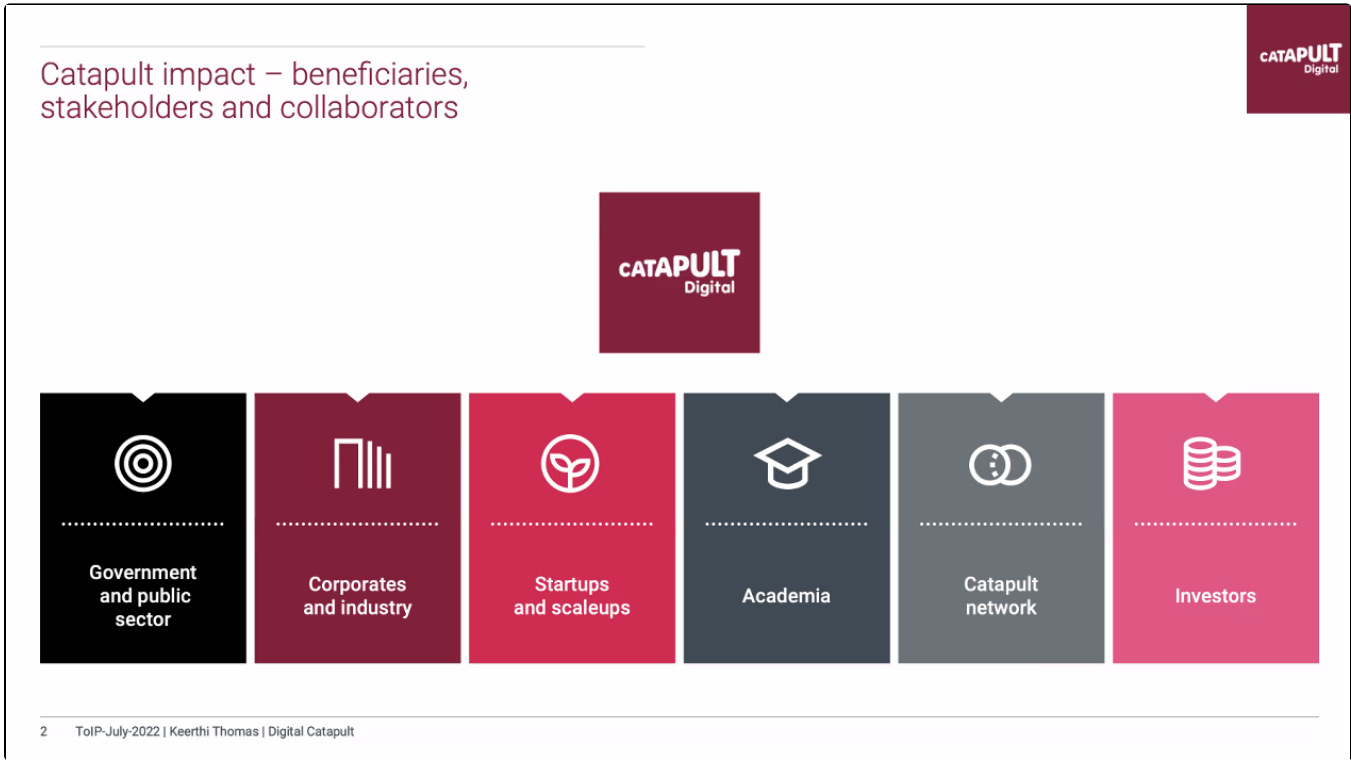 Catapult impact – beneficiaries,
stakeholders and collaborators
CATAPULT
Digital
CATAPULT
Digital
Government
and public
sector
Corporates
and industry
Startups
and scaleups
Academia
Catapult
network
Investors
2 ToIP-July-2022 | Keerthi Thomas | Digital Catapult